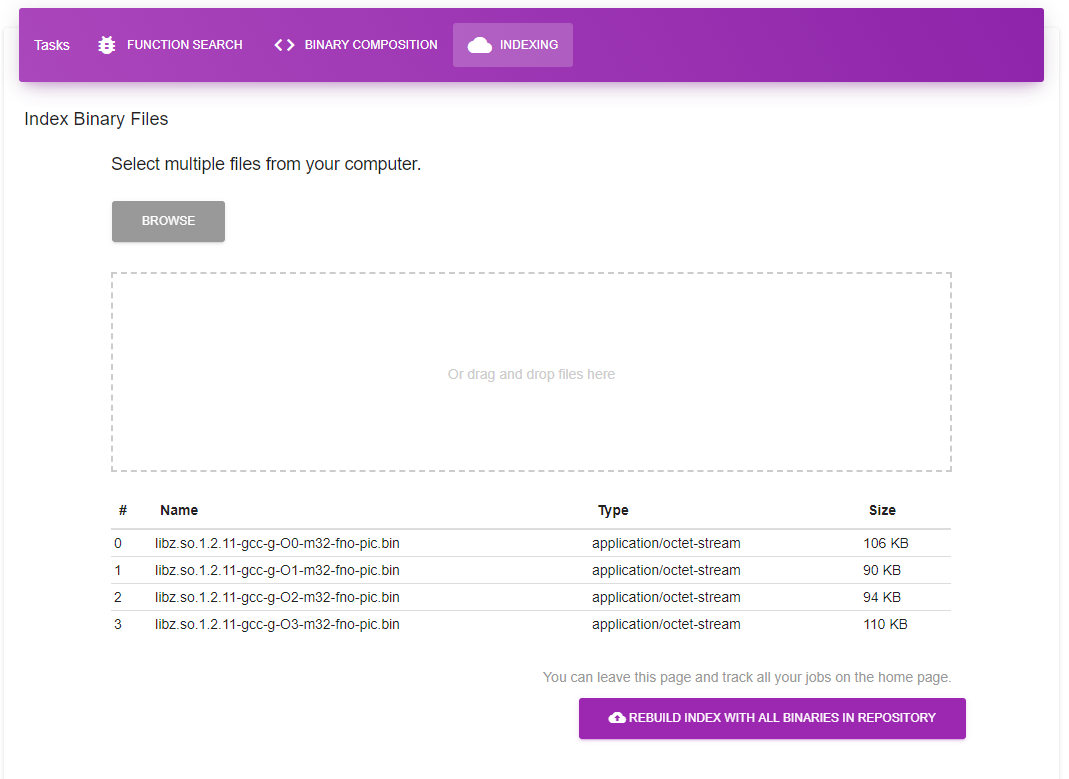 Tasks FUNCTION SEARCH BINARY COMPOSITION INDEXING
Index Binary Files
Select multiple files from your computer.
BROWSE
Or drag and drop files here
# Name Type Size
0 libz.so.1.2.11-gcc-g-O0-m32-fno-pic.bin application/octet-stream 106 KB
1 libz.so.1.2.11-gcc-g-O1-m32-fno-pic.bin application/octet-stream 90 KB
2 libz.so.1.2.11-gcc-g-O2-m32-fno-pic.bin application/octet-stream 94 KB
3 libz.so.1.2.11-gcc-g-O3-m32-fno-pic.bin application/octet-stream 110 KB
You can leave this page and track all your jobs on the home page.
REBUILD INDEX WITH ALL BINARIES IN REPOSITORY